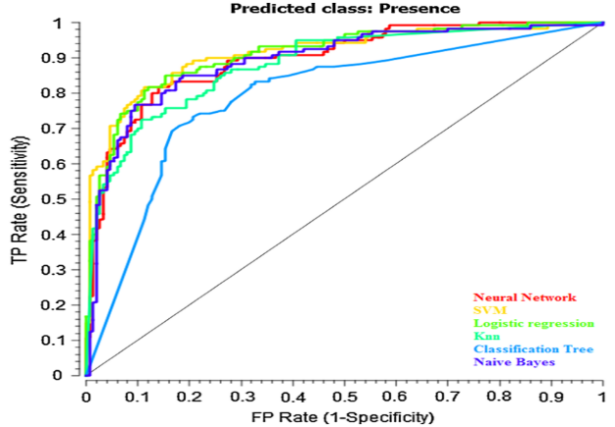 Predicted class: Presence
1
0.9
0.8
0.7
0.6
0.5
0.4
0.3
0.2
0.1
0
TP Rate (Sensitivity)
Neural Network
SVM
Logistic regression
Knn
Classification Tree
Naive Bayes
0 0.1 0.2 0.3 0.4 0.5 0.6 0.7 0.8 0.9 1
FP Rate (1-Specificity)